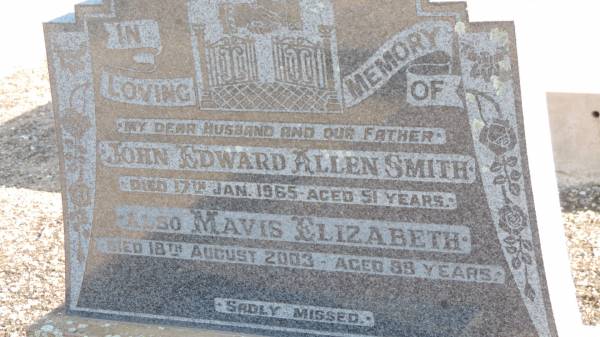 IN
LOVING
MEMORY
OF
MY DEAR HUSBAND AND OUR FATHER
JOHN EDWARD ALLEN SMITH
DIED 17TH JAN. 1965 - AGED 51 YEARS.
ALSO MAVIS ELIZABETH
DIED 18TH AUGUST 2003 - AGED 88 YEARS.
SADLY MISSED.